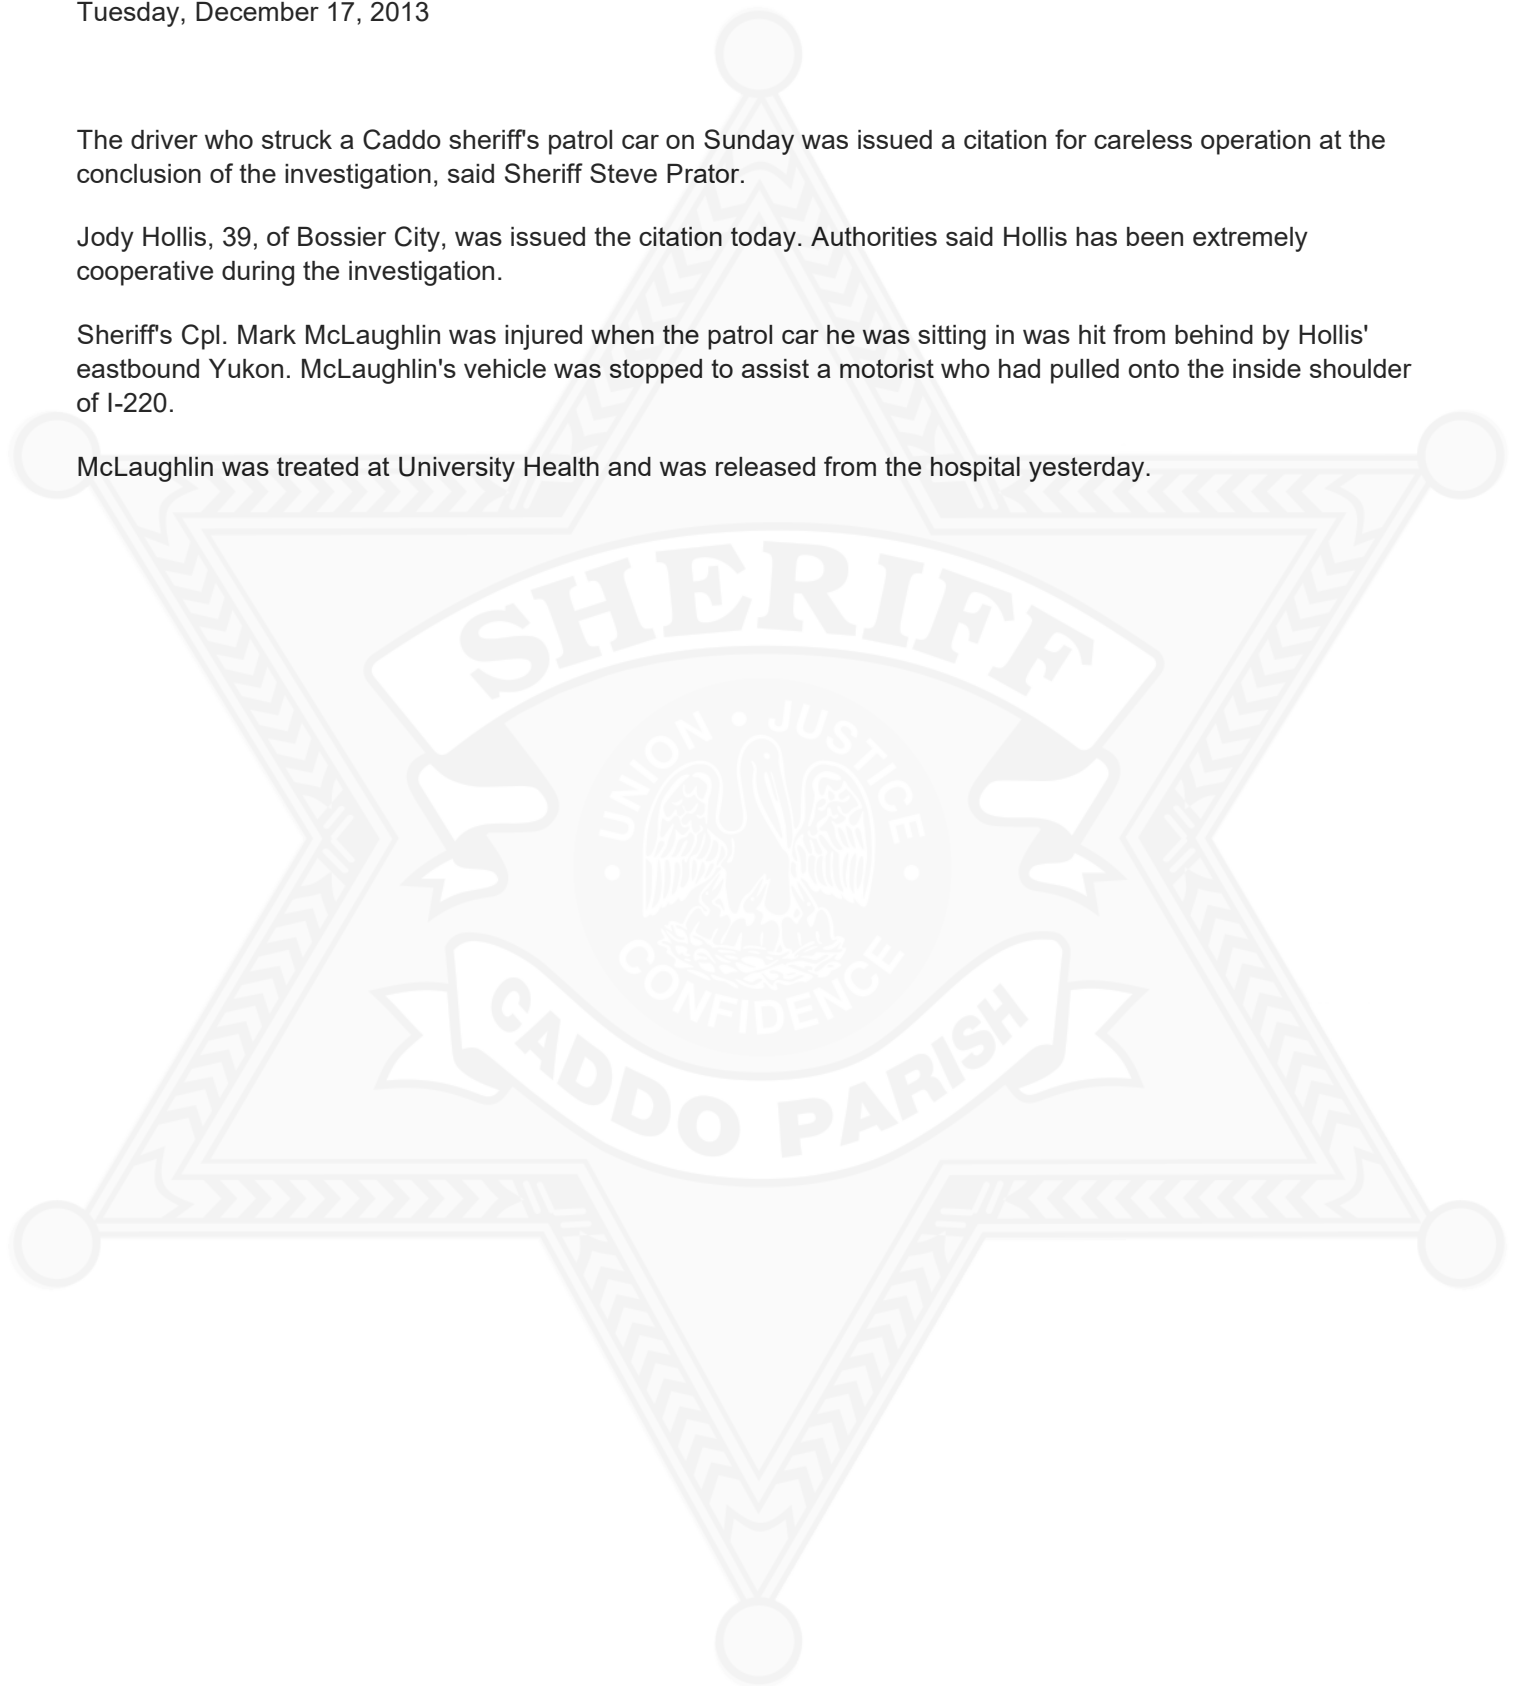 Tuesday, December 17, 2013
The driver who struck a Caddo sheriff's patrol car on Sunday was issued a citation for careless operation at the
conclusion of the investigation, said Sheriff Steve Prator.
Jody Hollis, 39, of Bossier City, was issued the citation today. Authorities said Hollis has been extremely
cooperative during the investigation.
Sheriff's Cpl. Mark McLaughlin was injured when the patrol car he was sitting in was hit from behind by Hollis'
eastbound Yukon. McLaughlin's vehicle was stopped to assist a motorist who had pulled onto the inside shoulder
of I-220.
McLaughlin was treated at University Health and was released from the hospital yesterday.
SHERIFF
UNION • JUSTICE
• CONFIDENCE •
CADDO PARISH